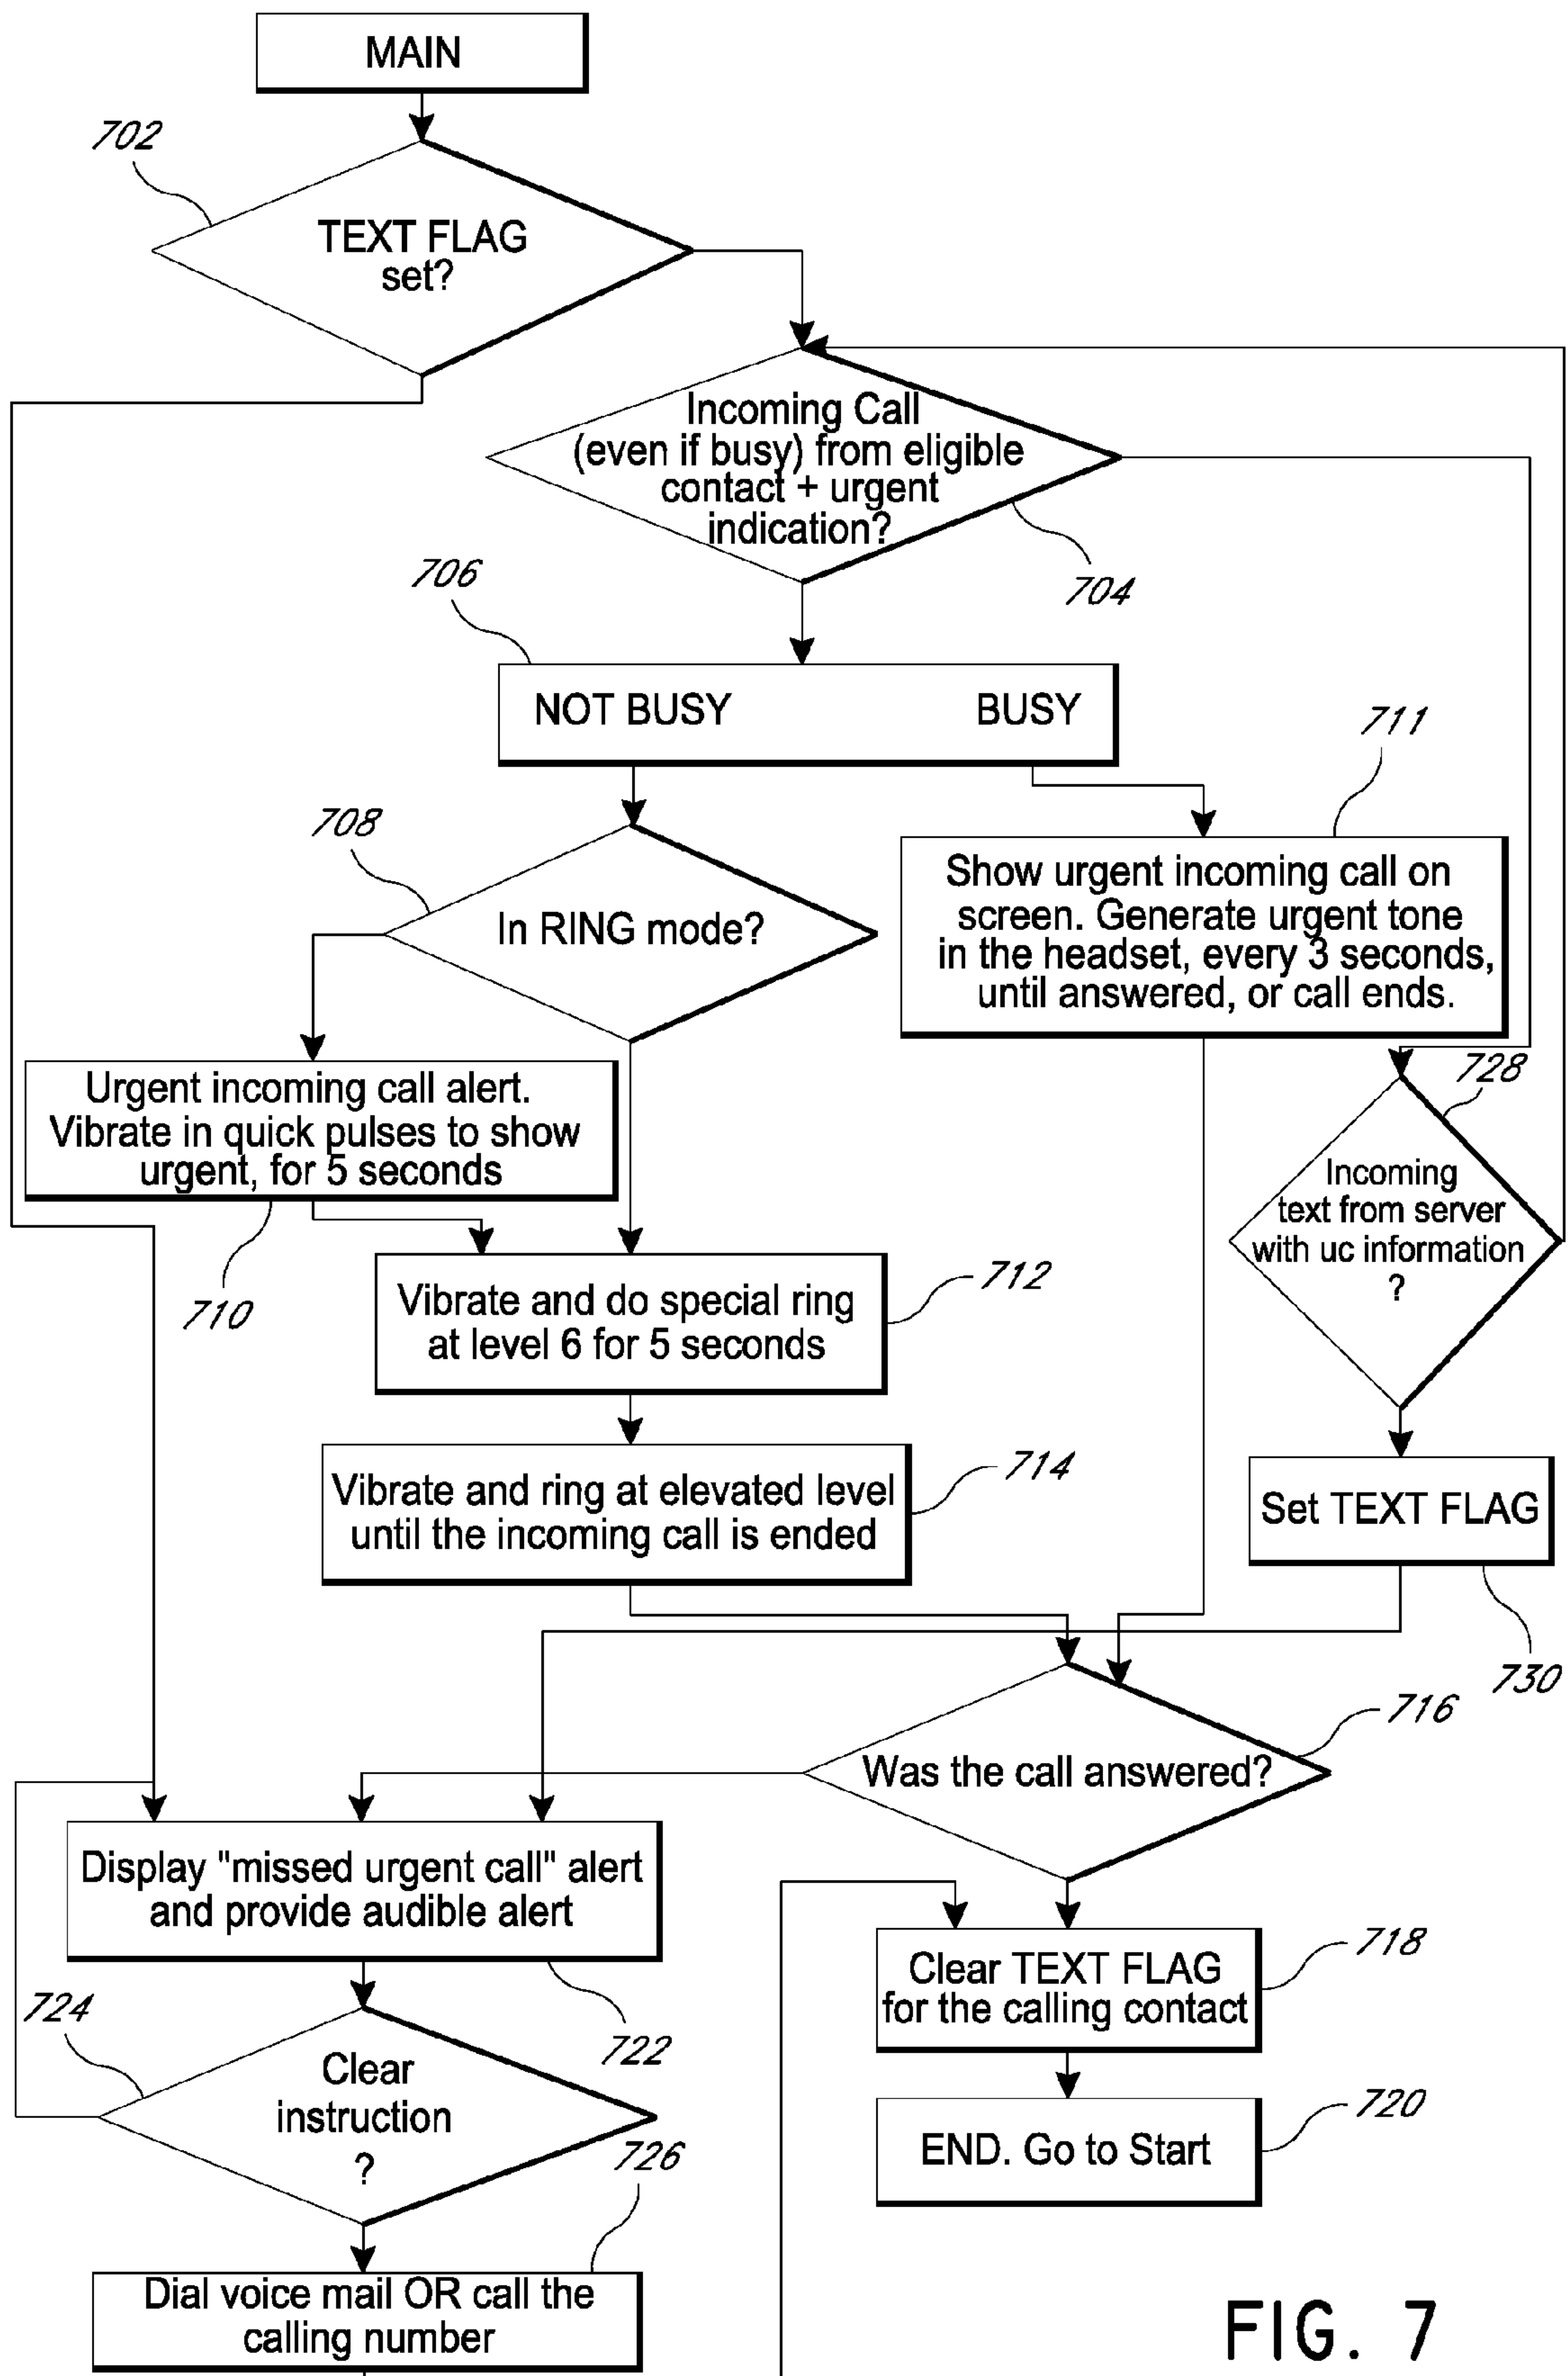 MAIN
702
TEXT FLAG
set?
Incoming Call
(even if busy) from eligible
contact + urgent
indication?
704
706
NOT BUSY BUSY
711
708
In RING mode?
Show urgent incoming call on
screen. Generate urgent tone
in the headset, every 3 seconds,
until answered, or call ends.
728
Urgent incoming call alert.
Vibrate in quick pulses to show
urgent, for 5 seconds
710
Incoming
text from server
with uc information
?
Vibrate and do special ring
at level 6 for 5 seconds
712
Vibrate and ring at elevated level
until the incoming call is ended
714
Set TEXT FLAG
730
716
Was the call answered?
Display "missed urgent call" alert
and provide audible alert
722
Clear TEXT FLAG
for the calling contact
718
724
Clear
instruction
?
END. Go to Start
720
726
Dial voice mail OR call the
calling number
FIG. 7